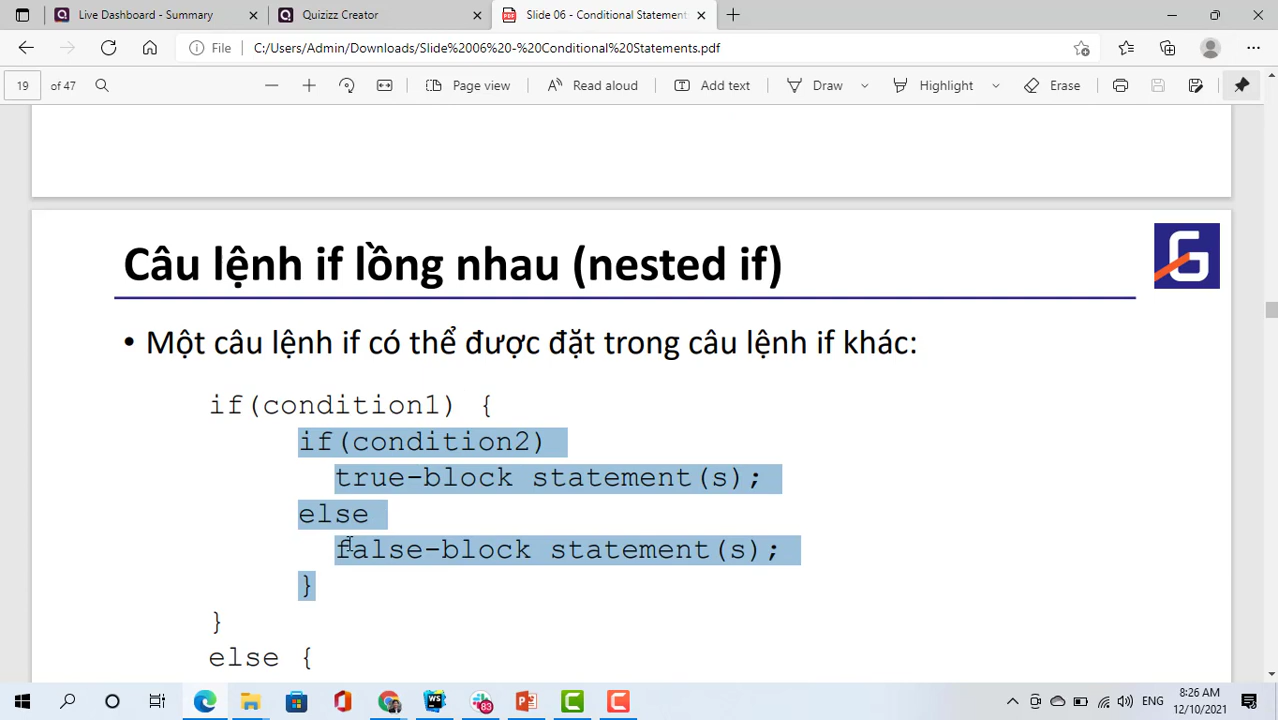 Live Dashboard - Summary
Quizizz Creator
Slide 06 - Conditional Statements
File
C:/Users/Admin/Downloads/Slide%2006%20-%20Conditional%20Statements.pdf
19 of 47
Page view
Read aloud
Add text
Draw
Highlight
Erase
Câu lệnh if lồng nhau (nested if)
G
• Một câu lệnh if có thể được đặt trong câu lệnh if khác:
if(condition1) {
if(condition2)
true-block statement(s);
else
false-block statement(s);
}
}
else {
83
ENG
8:26 AM
12/10/2021